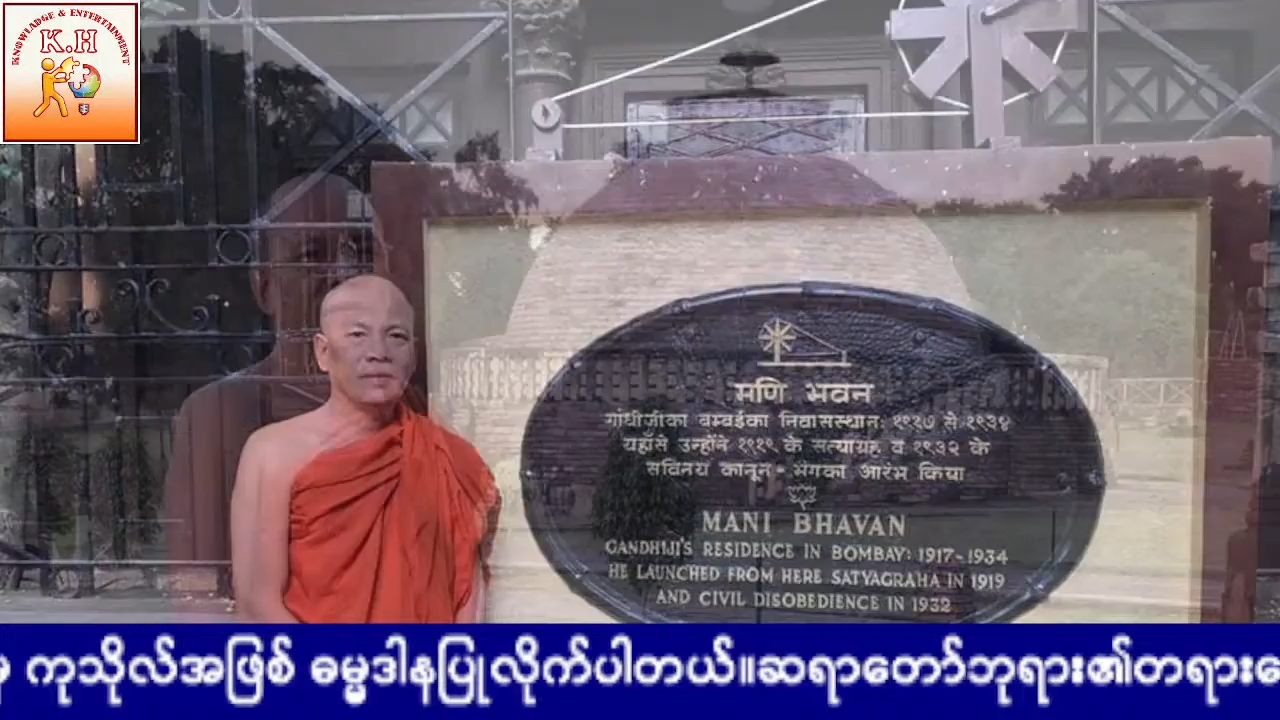 KNOWLADGE & ENTERTAINMENT
K.H
मणि भवन
गांधीजीका बम्बईका निवासस्थान: १९१७ से १९३४
यहाँसे उन्होंने १९१९ के सत्याग्रह व १९३२ के
सविनय कानून-भंगका आरंभ किया
MANI BHAVAN
GANDHIJI'S RESIDENCE IN BOMBAY: 1917-1934
HE LAUNCHED FROM HERE SATYAGRAHA IN 1919
AND CIVIL DISOBEDIENCE IN 1932
ကုသိုလ်အဖြစ် ဓမ္မဒါနပြုလိုက်ပါတယ်။ဆရာတော်ဘုရား၏တရား